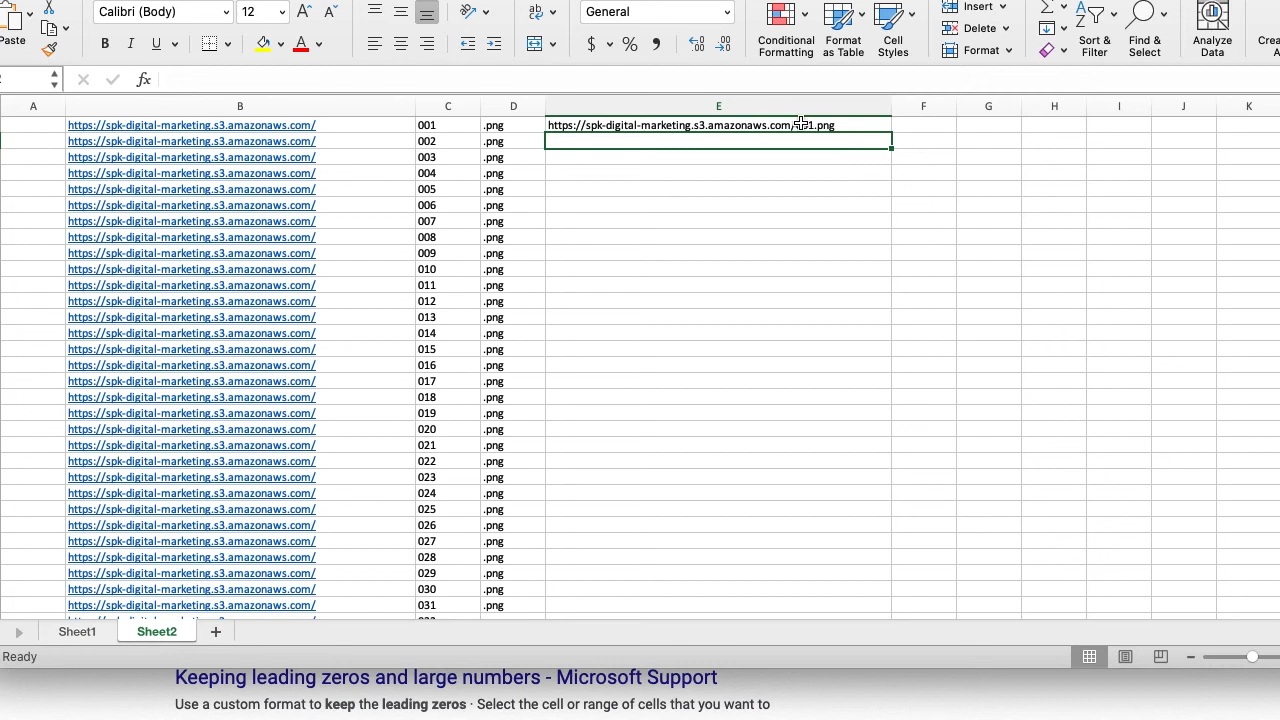 Paste
Calibri (Body)
12
A
A
B I U
A
ab
General
$ % ,
Conditional Formatting
Format as Table
Cell Styles
Insert
Delete
Format
Sort & Filter
Find & Select
Analyze Data
fx
A B C D E F G H I J K
https://spk-digital-marketing.s3.amazonaws.com/ 001 .png
https://spk-digital-marketing.s3.amazonaws.com/ 002 .png
https://spk-digital-marketing.s3.amazonaws.com/ 003 .png
https://spk-digital-marketing.s3.amazonaws.com/ 004 .png
https://spk-digital-marketing.s3.amazonaws.com/ 005 .png
https://spk-digital-marketing.s3.amazonaws.com/ 006 .png
https://spk-digital-marketing.s3.amazonaws.com/ 007 .png
https://spk-digital-marketing.s3.amazonaws.com/ 008 .png
https://spk-digital-marketing.s3.amazonaws.com/ 009 .png
https://spk-digital-marketing.s3.amazonaws.com/ 010 .png
https://spk-digital-marketing.s3.amazonaws.com/ 011 .png
https://spk-digital-marketing.s3.amazonaws.com/ 012 .png
https://spk-digital-marketing.s3.amazonaws.com/ 013 .png
https://spk-digital-marketing.s3.amazonaws.com/ 014 .png
https://spk-digital-marketing.s3.amazonaws.com/ 015 .png
https://spk-digital-marketing.s3.amazonaws.com/ 016 .png
https://spk-digital-marketing.s3.amazonaws.com/ 017 .png
https://spk-digital-marketing.s3.amazonaws.com/ 018 .png
https://spk-digital-marketing.s3.amazonaws.com/ 019 .png
https://spk-digital-marketing.s3.amazonaws.com/ 020 .png
https://spk-digital-marketing.s3.amazonaws.com/ 021 .png
https://spk-digital-marketing.s3.amazonaws.com/ 022 .png
https://spk-digital-marketing.s3.amazonaws.com/ 023 .png
https://spk-digital-marketing.s3.amazonaws.com/ 024 .png
https://spk-digital-marketing.s3.amazonaws.com/ 025 .png
https://spk-digital-marketing.s3.amazonaws.com/ 026 .png
https://spk-digital-marketing.s3.amazonaws.com/ 027 .png
https://spk-digital-marketing.s3.amazonaws.com/ 028 .png
https://spk-digital-marketing.s3.amazonaws.com/ 029 .png
https://spk-digital-marketing.s3.amazonaws.com/ 030 .png
https://spk-digital-marketing.s3.amazonaws.com/ 031 .png
Sheet1 Sheet2 +
Ready
Keeping leading zeros and large numbers - Microsoft Support
Use a custom format to keep the leading zeros · Select the cell or range of cells that you want to